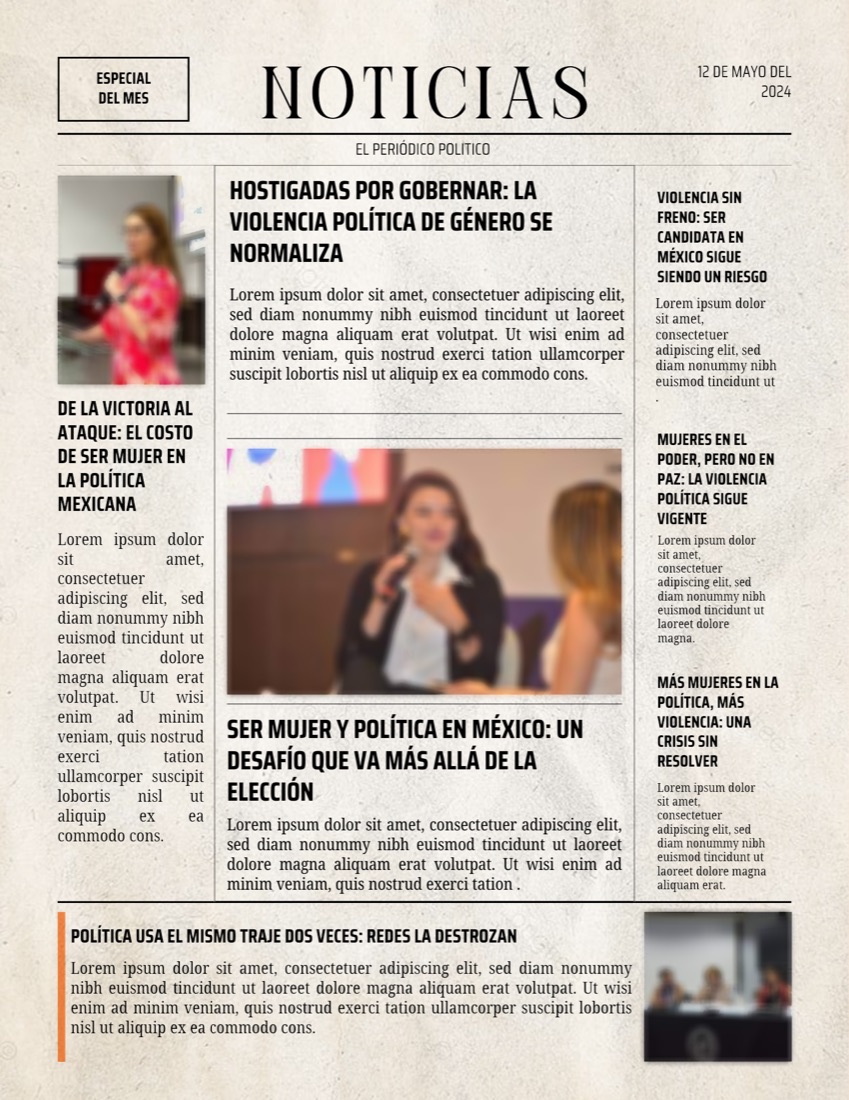 ESPECIAL
DEL MES
NOTICIAS
12 DE MAYO DEL
2024
EL PERIÓDICO POLÍTICO
DE LA VICTORIA AL
ATAQUE: EL COSTO
DE SER MUJER EN
LA POLÍTICA
MEXICANA
Lorem ipsum dolor
sit amet,
consectetuer
adipiscing elit, sed
diam nonummy nibh
euismod tincidunt ut
laoreet dolore
magna aliquam erat
volutpat. Ut wisi
enim ad minim
veniam, quis nostrud
exerci tation
ullamcorper suscipit
lobortis nisl ut
aliquip ex ea
commodo cons.
HOSTIGADAS POR GOBERNAR: LA
VIOLENCIA POLÍTICA DE GÉNERO SE
NORMALIZA
Lorem ipsum dolor sit amet, consectetuer adipiscing elit,
sed diam nonummy nibh euismod tincidunt ut laoreet
dolore magna aliquam erat volutpat. Ut wisi enim ad
minim veniam, quis nostrud exerci tation ullamcorper
suscipit lobortis nisl ut aliquip ex ea commodo cons.
SER MUJER Y POLÍTICA EN MÉXICO: UN
DESAFÍO QUE VA MÁS ALLÁ DE LA
ELECCIÓN
Lorem ipsum dolor sit amet, consectetuer adipiscing elit,
sed diam nonummy nibh euismod tincidunt ut laoreet
dolore magna aliquam erat volutpat. Ut wisi enim ad
minim veniam, quis nostrud exerci tation .
VIOLENCIA SIN
FRENO: SER
CANDIDATA EN
MÉXICO SIGUE
SIENDO UN RIESGO
Lorem ipsum dolor
sit amet,
consectetuer
adipiscing elit, sed
diam nonummy nibh
euismod tincidunt ut
.
MUJERES EN EL
PODER, PERO NO EN
PAZ: LA VIOLENCIA
POLÍTICA SIGUE
VIGENTE
Lorem ipsum dolor
sit amet,
consectetuer
adipiscing elit, sed
diam nonummy nibh
euismod tincidunt ut
laoreet dolore
magna.
MÁS MUJERES EN LA
POLÍTICA, MÁS
VIOLENCIA: UNA
CRISIS SIN
RESOLVER
Lorem ipsum dolor
sit amet,
consectetuer
adipiscing elit, sed
diam nonummy nibh
euismod tincidunt ut
laoreet dolore
magna aliquam
aliquam erat.
POLÍTICA USA EL MISMO TRAJE DOS VECES: REDES LA DESTROZAN
Lorem ipsum dolor sit amet, consectetuer adipiscing elit, sed diam nonummy
nibh euismod tincidunt ut laoreet dolore magna aliquam erat volutpat. Ut wisi
enim ad minim veniam, quis nostrud exerci tation ullamcorper suscipit lobortis
nisl ut aliquip ex ea commodo cons.